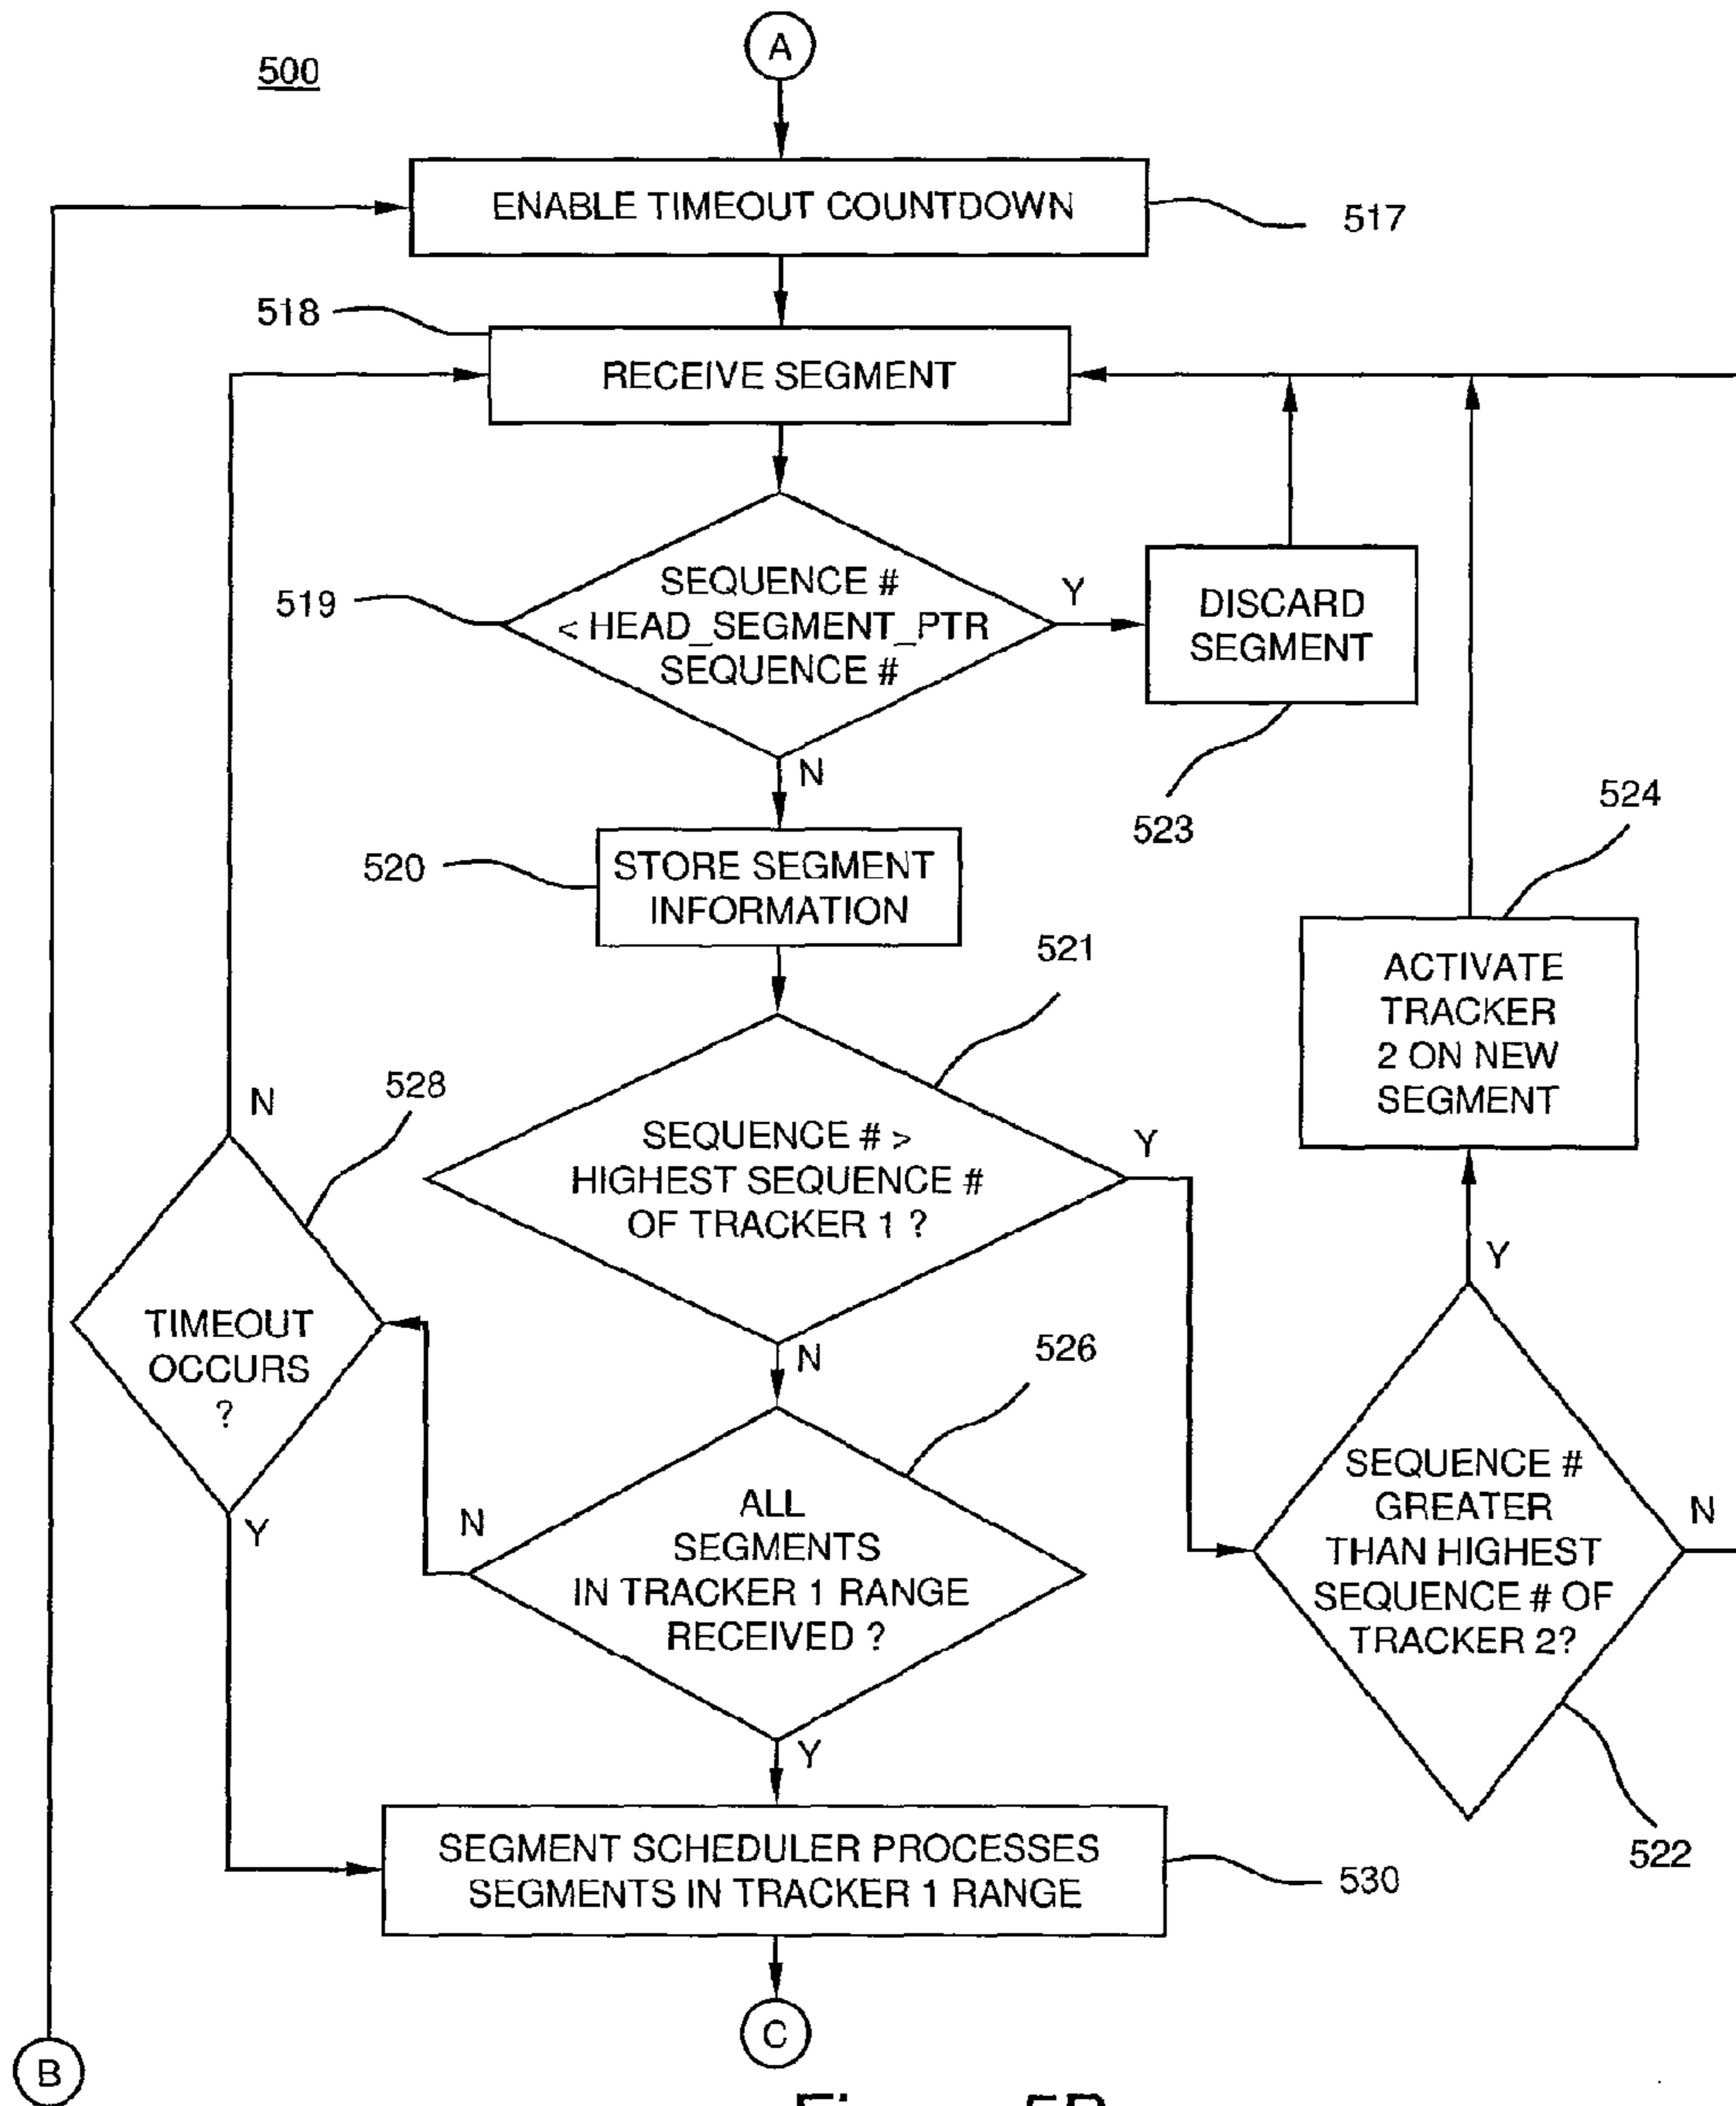 A
500
ENABLE TIMEOUT COUNTDOWN
517
518
RECEIVE SEGMENT
519
SEQUENCE #
< HEAD_SEGMENT_PTR
SEQUENCE #
Y
DISCARD
SEGMENT
523
N
520
STORE SEGMENT
INFORMATION
524
ACTIVATE
TRACKER
2 ON NEW
SEGMENT
521
SEQUENCE # >
HIGHEST SEQUENCE #
OF TRACKER 1 ?
Y
N
528
N
TIMEOUT
OCCURS
?
Y
526
ALL
SEGMENTS
IN TRACKER 1 RANGE
RECEIVED ?
N
Y
Y
SEQUENCE #
GREATER
THAN HIGHEST
SEQUENCE # OF
TRACKER 2?
N
522
SEGMENT SCHEDULER PROCESSES
SEGMENTS IN TRACKER 1 RANGE
530
C
B